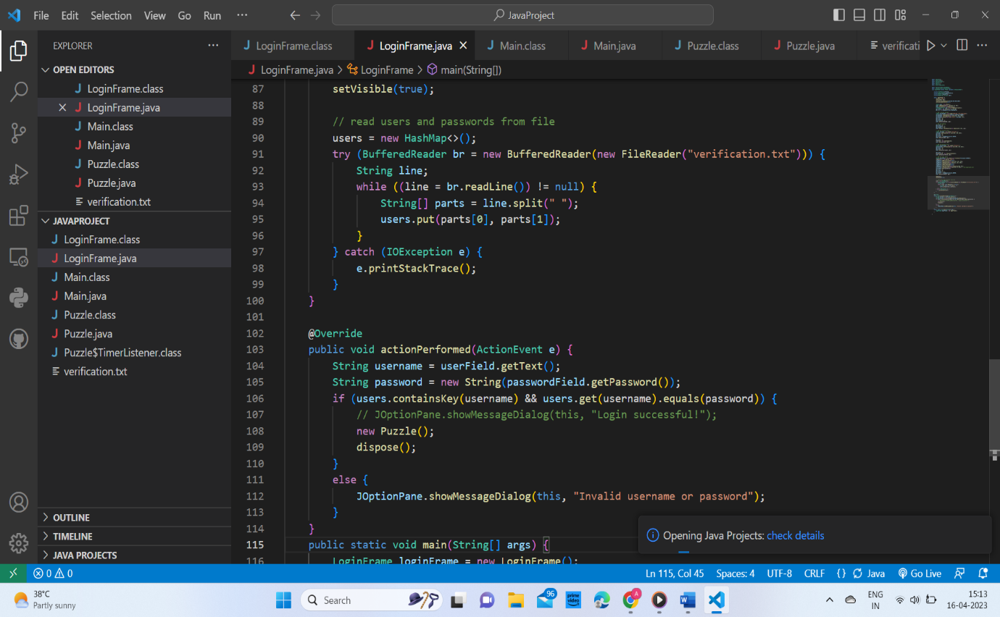 File Edit Selection View Go Run ··· JavaProject
EXPLORER ···
OPEN EDITORS
LoginFrame.class
LoginFrame.java
Main.class
Main.java
Puzzle.class
Puzzle.java
verification.txt
JAVAPROJECT
LoginFrame.class
LoginFrame.java
Main.class
Main.java
Puzzle.class
Puzzle.java
Puzzle$TimerListener.class
verification.txt
OUTLINE
TIMELINE
JAVA PROJECTS
LoginFrame.class LoginFrame.java Main.class Main.java Puzzle.class Puzzle.java verificati
LoginFrame.java > LoginFrame > main(String[])
87 setVisible(true);
88
89 // read users and passwords from file
90 users = new HashMap<>();
91 try (BufferedReader br = new BufferedReader(new FileReader("verification.txt"))) {
92 String line;
93 while ((line = br.readLine()) != null) {
94 String[] parts = line.split(" ");
95 users.put(parts[0], parts[1]);
96 }
97 } catch (IOException e) {
98 e.printStackTrace();
99 }
100 }
101
102 @Override
103 public void actionPerformed(ActionEvent e) {
104 String username = userField.getText();
105 String password = new String(passwordField.getPassword());
106 if (users.containsKey(username) && users.get(username).equals(password)) {
107 // JOptionPane.showMessageDialog(this, "Login successful!");
108 new Puzzle();
109 dispose();
110 }
111 else {
112 JOptionPane.showMessageDialog(this, "Invalid username or password");
113 }
114 }
115 public static void main(String[] args) {
116 LoginFrame loginFrame = new LoginFrame();
Opening Java Projects: check details
0 0 Ln 115, Col 45 Spaces: 4 UTF-8 CRLF {} Java Go Live
38°C
Partly sunny
Search
96
prime video
A
ENG
IN
15:13
16-04-2023